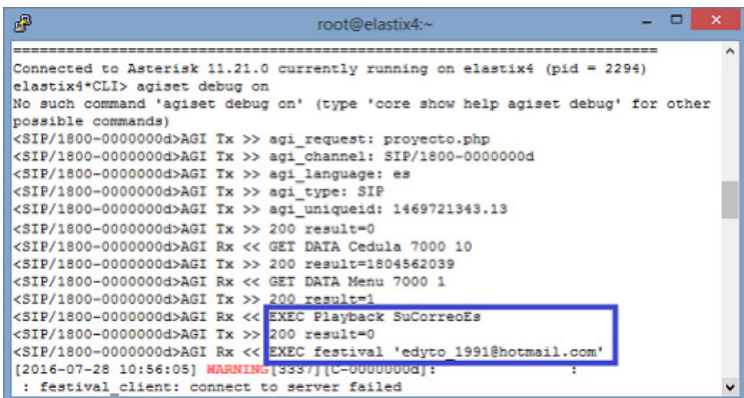 root@elastix4:~
Connected to Asterisk 11.21.0 currently running on elastix4 (pid = 2294)
elastix4*CLI> agiset debug on
No such command 'agiset debug on' (type 'core show help agiset debug' for other
possible commands)
<SIP/1800-0000000d>AGI Tx >> agi_request: proyecto.php
<SIP/1800-0000000d>AGI Tx >> agi_channel: SIP/1800-0000000d
<SIP/1800-0000000d>AGI Tx >> agi_language: es
<SIP/1800-0000000d>AGI Tx >> agi_type: SIP
<SIP/1800-0000000d>AGI Tx >> agi_uniqueid: 1469721343.13
<SIP/1800-0000000d>AGI Tx >> 200 result=0
<SIP/1800-0000000d>AGI Rx << GET DATA Cedula 7000 10
<SIP/1800-0000000d>AGI Tx >> 200 result=1804562039
<SIP/1800-0000000d>AGI Rx << GET DATA Menu 7000 1
<SIP/1800-0000000d>AGI Tx >> 200 result=1
<SIP/1800-0000000d>AGI Rx << EXEC Playback SuCorreoEs
<SIP/1800-0000000d>AGI Tx >> 200 result=0
<SIP/1800-0000000d>AGI Rx << EXEC festival 'edyto_1991@hotmail.com'
[2016-07-28 10:56:05] WARNING[3337][C-0000000d]: :
: festival_client: connect to server failed